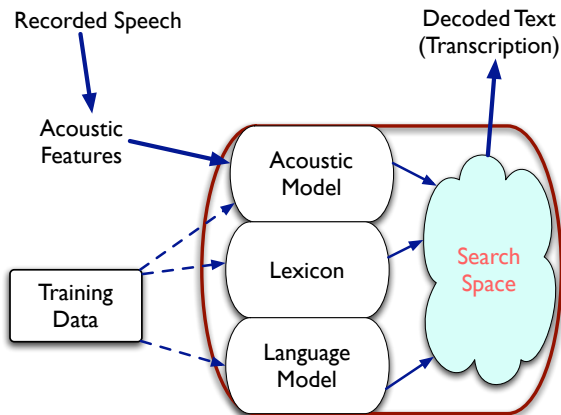 Recorded Speech
Decoded Text
(Transcription)
Acoustic
Features
Acoustic
Model
Lexicon
Search
Space
Training
Data
Language
Model